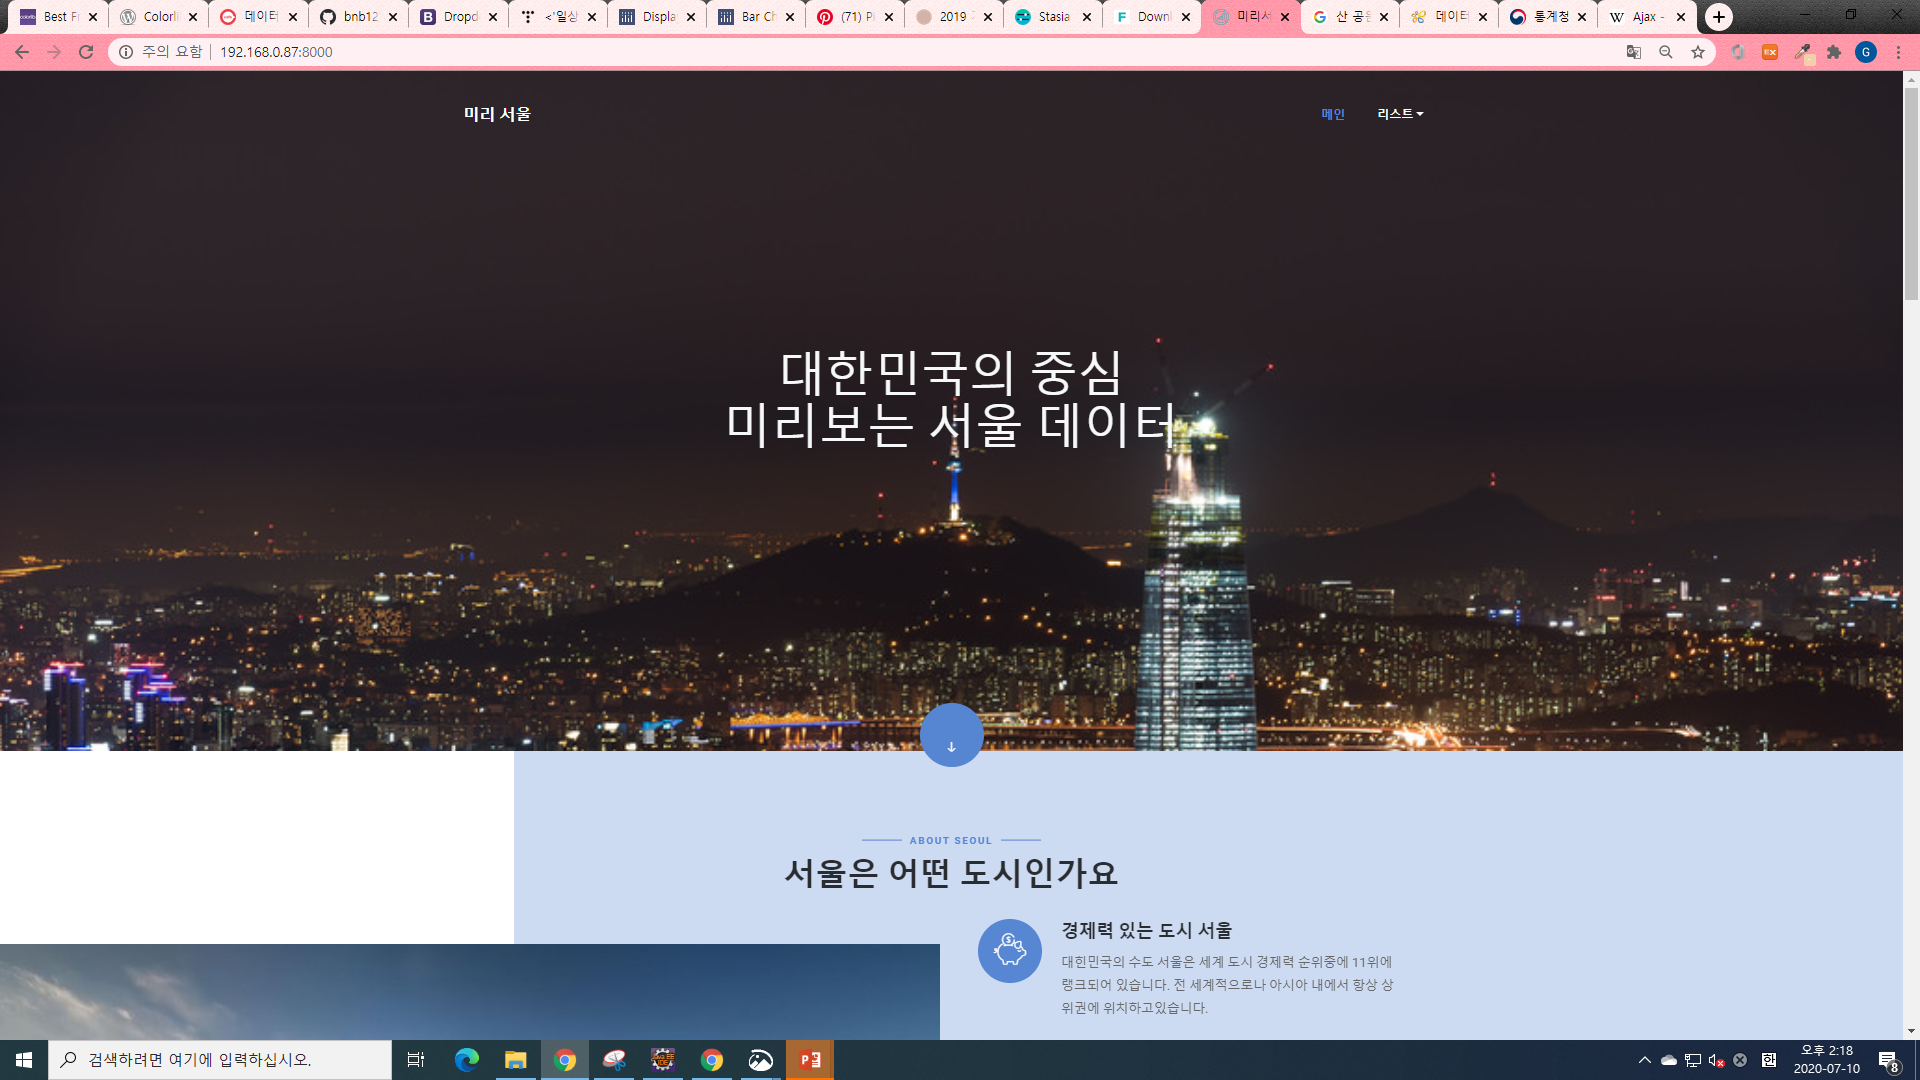 Best Fr
Colorli
데이터
bnb12
Dropd
<'일상
Displa
Bar Ch
(71) Pi
2019
Stasia
Downl
미리서
산 공원
데이터
통계청
Ajax -
주의 요함
192.168.0.87:8000
G
미리 서울
메인
리스트
대한민국의 중심
미리보는 서울 데이터
ABOUT SEOUL
서울은 어떤 도시인가요
경제력 있는 도시 서울
대힌민국의 수도 서울은 세계 도시 경제력 순위중에 11위에
랭크되어 있습니다. 전 세계적으로나 아시아 내에서 항상 상
위권에 위치하고있습니다.
검색하려면 여기에 입력하십시오.
한
오후 2:18
2020-07-10
8